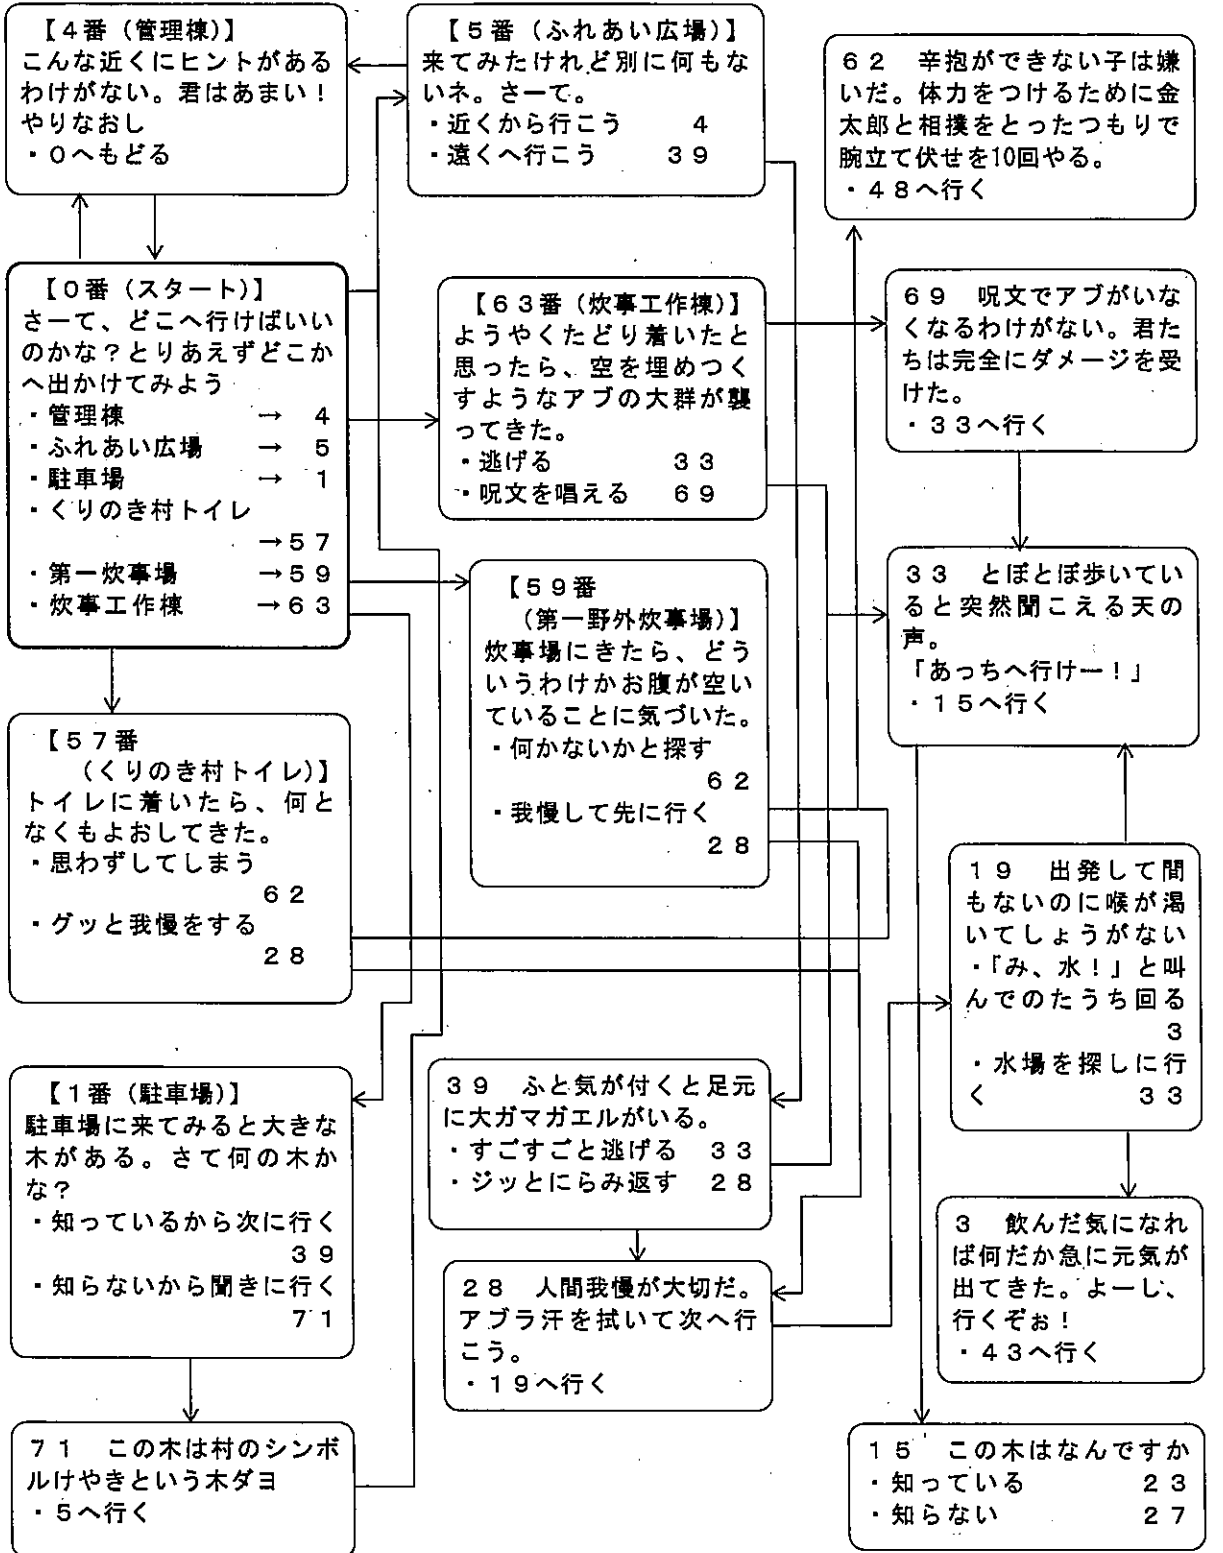 【4番(管理棟)】
こんな近くにヒントがある
わけがない。君はあまい!
やりなおし
・0へもどる
【5番(ふれあい広場)】
来てみたけれど別に何もな
いネ。さーて。
・近くから行こう 4
・遠くへ行こう 39
62 辛抱ができない子は嫌
いだ。体力をつけるために金
太郎と相撲をとったつもりで
腕立て伏せを10回やる。
・48へ行く
【0番(スタート)】
さーて、どこへ行けばいい
のかな?とりあえずどこか
へ出かけてみよう
・管理棟 → 4
・ふれあい広場 → 5
・駐車場 → 1
・くりのき村トイレ
→57
・第一炊事場 →59
・炊事工作棟 →63
【63番(炊事工作棟)】
ようやくたどり着いたと
思ったら、空を埋めつく
すようなアブの大群が襲
ってきた。
・逃げる 33
・呪文を唱える 69
69 呪文でアブがいな
くなるわけがない。君た
ちは完全にダメージを受
けた。
・33へ行く
【59番
(第一野外炊事場)】
炊事場にきたら、どう
いうわけかお腹が空い
ていることに気づいた。
・何かないかと探す
62
・我慢して先に行く
28
33 とぼとぼ歩いてい
ると突然聞こえる天の
声。
「あっちへ行けー!」
・15へ行く
【57番
(くりのき村トイレ)】
トイレに着いたら、何と
なくもよおしてきた。
・思わずしてしまう
62
・グッと我慢をする
28
19 出発して間
もないのに喉が渇
いてしょうがない
・「み、水!」と叫
んでのたうち回る
3
・水場を探しに行
く 33
【1番(駐車場)】
駐車場に来てみると大きな
木がある。さて何の木か
な?
・知っているから次に行く
39
・知らないから聞きに行く
71
39 ふと気が付くと足元
に大ガマガエルがいる。
・すごすごと逃げる 33
・ジッとにらみ返す 28
3 飲んだ気になれ
ば何だか急に元気が
出てきた。よーし、
行くぞぉ!
・43へ行く
28 人間我慢が大切だ。
アブラ汗を拭いて次へ行
こう。
・19へ行く
71 この木は村のシンボ
ルけやきという木ダヨ
・5へ行く
15 この木はなんですか
・知っている 23
・知らない 27